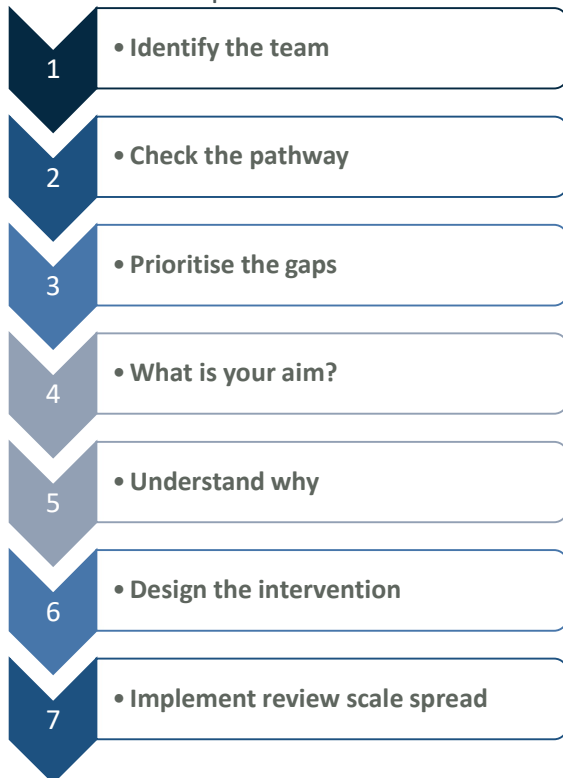 1
• Identify the team
2
• Check the pathway
3
• Prioritise the gaps
4
• What is your aim?
5
• Understand why
6
• Design the intervention
7
• Implement review scale spread